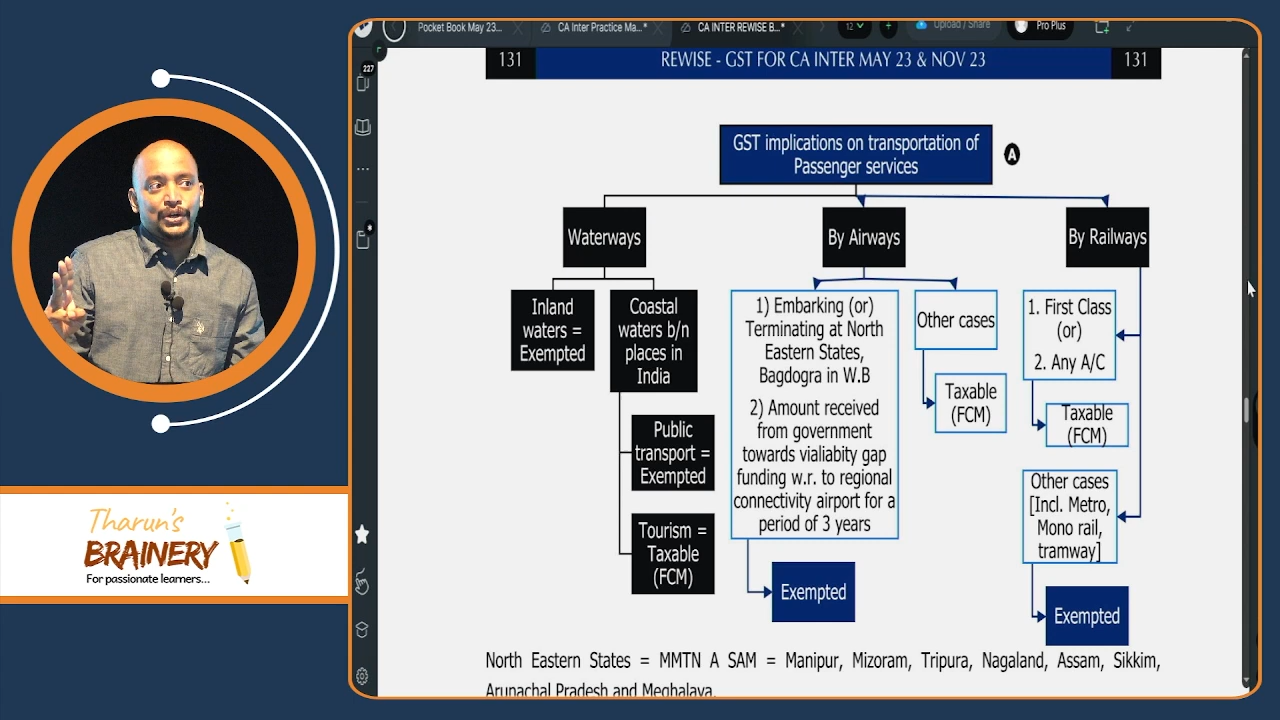 Pocket Book May 23...
CA Inter Practice Ma...*
CA INTER REWISE B...*
12
Upload / Share
Pro Plus
227
131
REWISE - GST FOR CA INTER MAY 23 & NOV 23
131
GST implications on transportation of
Passenger services
A
Waterways
By Airways
By Railways
Inland
waters =
Exempted
Coastal
waters b/n
places in
India
Public
transport =
Exempted
Tourism =
Taxable
(FCM)
1) Embarking (or)
Terminating at North
Eastern States,
Bagdogra in W.B
2) Amount received
from government
towards vialiabity gap
funding w.r. to regional
connectivity airport for a
period of 3 years
Exempted
Other cases
Taxable
(FCM)
1. First Class
(or)
2. Any A/C
Taxable
(FCM)
Other cases
[Incl. Metro,
Mono rail,
tramway]
Exempted
North Eastern States = MMTN A SAM = Manipur, Mizoram, Tripura, Nagaland, Assam, Sikkim,
Arunachal Pradesh and Meghalaya.
Tharun's
BRAINERY
For passionate learners...